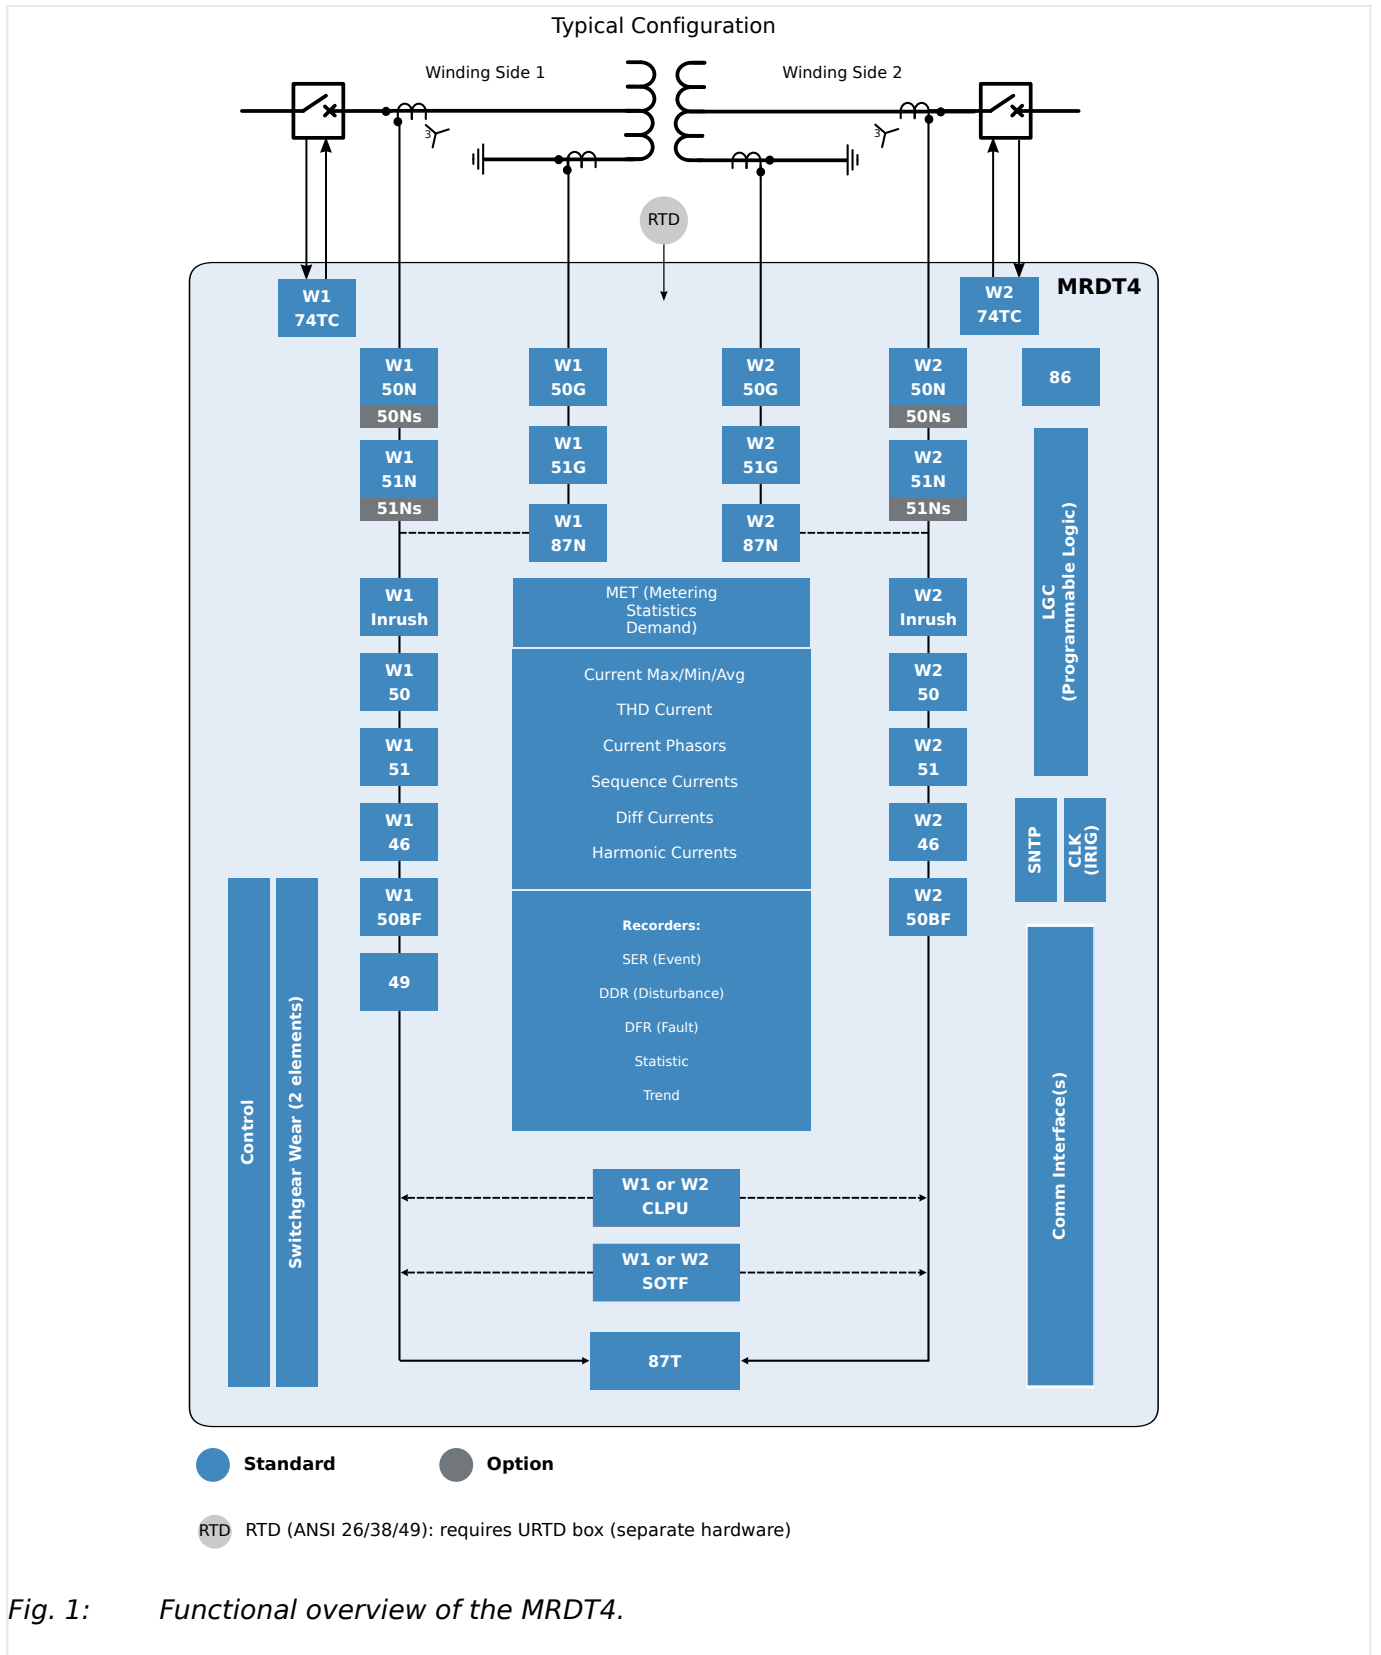 Typical Configuration
Winding Side 1
Winding Side 2
3
3
RTD
MRDT4
W1
74TC
W2
74TC
W1
50N
50Ns
W1
50G
W2
50G
W2
50N
50Ns
86
W1
51N
51Ns
W1
51G
W2
51G
W2
51N
51Ns
W1
87N
W2
87N
LGC
(Programmable Logic)
W1
Inrush
MET (Metering
Statistics
Demand)
W2
Inrush
W1
50
Current Max/Min/Avg
THD Current
Current Phasors
Sequence Currents
Diff Currents
Harmonic Currents
W2
50
W1
51
W2
51
W1
46
W2
46
SNTP
CLK
(IRIG)
W1
50BF
W2
50BF
49
Recorders:
SER (Event)
DDR (Disturbance)
DFR (Fault)
Statistic
Trend
Control
Switchgear Wear (2 elements)
Comm Interface(s)
W1 or W2
CLPU
W1 or W2
SOTF
87T
Standard
Option
RTD
RTD (ANSI 26/38/49): requires URTD box (separate hardware)
Fig. 1: Functional overview of the MRDT4.